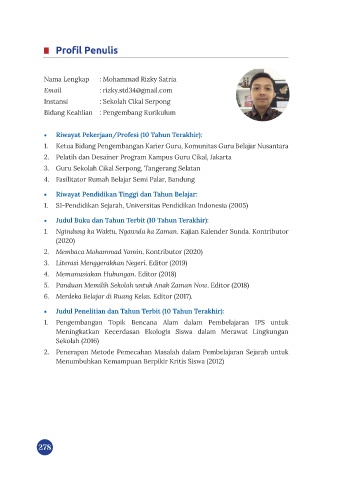 Profil Penulis
Nama Lengkap : Mohammad Rizky Satria
Email : rizky.std34@gmail.com
Instansi : Sekolah Cikal Serpong
Bidang Keahlian : Pengembang Kurikulum
• Riwayat Pekerjaan/Profesi (10 Tahun Terakhir):
1. Ketua Bidang Pengembangan Karier Guru, Komunitas Guru Belajar Nusantara
2. Pelatih dan Desainer Program Kampus Guru Cikal, Jakarta
3. Guru Sekolah Cikal Serpong, Tangerang Selatan
4. Fasilitator Rumah Belajar Semi Palar, Bandung
• Riwayat Pendidikan Tinggi dan Tahun Belajar:
1. S1-Pendidikan Sejarah, Universitas Pendidikan Indonesia (2005)
• Judul Buku dan Tahun Terbit (10 Tahun Terakhir):
1. Ngindung ka Waktu, Ngawula ka Zaman. Kajian Kalender Sunda. Kontributor
(2020)
2. Membaca Muhammad Yamin, Kontributor (2020)
3. Literasi Menggerakkan Negeri. Editor (2019)
4. Memanusiakan Hubungan. Editor (2018)
5. Panduan Memilih Sekolah untuk Anak Zaman Now. Editor (2018)
6. Merdeka Belajar di Ruang Kelas. Editor (2017).
• Judul Penelitian dan Tahun Terbit (10 Tahun Terakhir):
1. Pengembangan Topik Bencana Alam dalam Pembelajaran IPS untuk
Meningkatkan Kecerdasan Ekologis Siswa dalam Merawat Lingkungan
Sekolah (2016)
2. Penerapan Metode Pemecahan Masalah dalam Pembelajaran Sejarah untuk
Menumbuhkan Kemampuan Berpikir Kritis Siswa (2012)
278